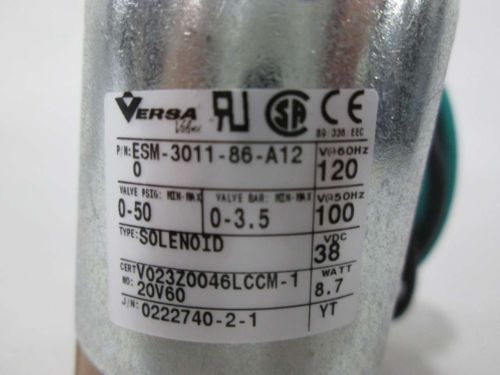 VERSA
Valves
89 336 EEC
P/N: ESM-3011-86-A12
0
V@60Hz
120
VALVE PSIG: MIN-MAX
0-50
VALVE BAR: MIN-MAX
0-3.5
V@50Hz
100
TYPE: SOLENOID
VDC
38
CERT NO: V023Z0046LCCM-1
20V60
WATT
8.7
J/N: 0222740-2-1
YT